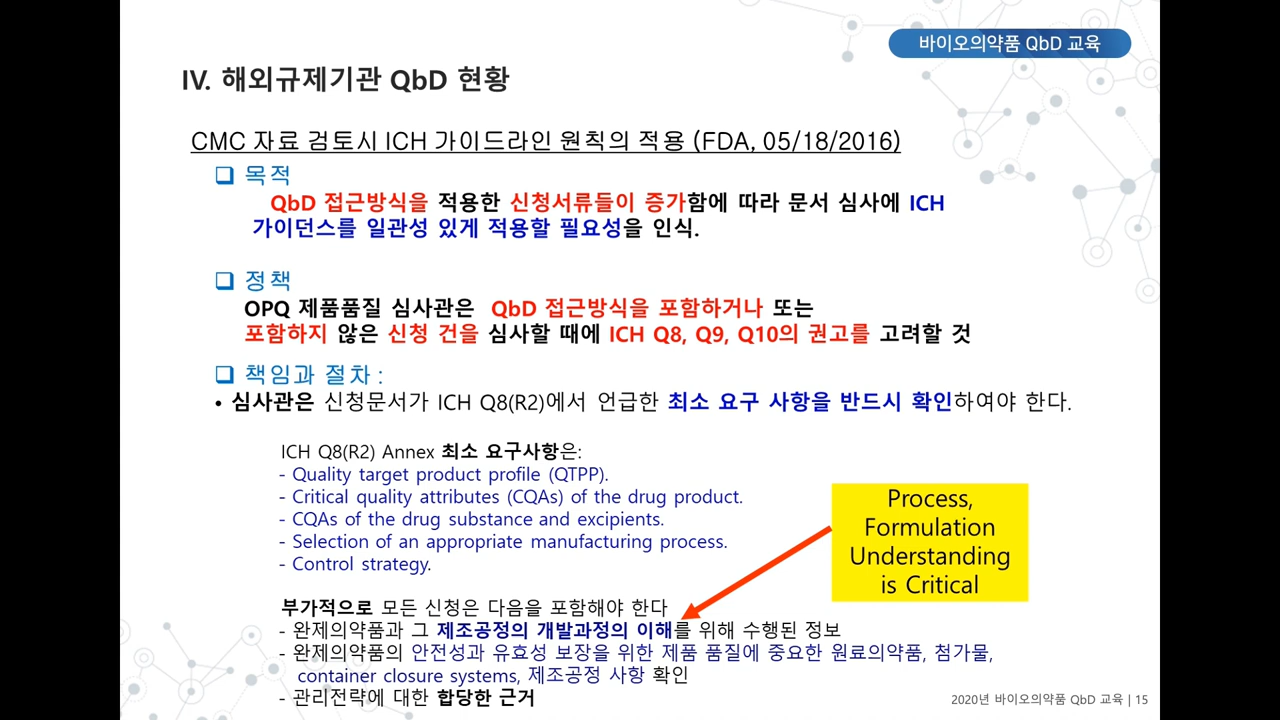 바이오의약품 QbD 교육
IV. 해외규제기관 QbD 현황
CMC 자료 검토시 ICH 가이드라인 원칙의 적용 (FDA, 05/18/2016)
❑ 목적
QbD 접근방식을 적용한 신청서류들이 증가함에 따라 문서 심사에 ICH
가이던스를 일관성 있게 적용할 필요성을 인식.
❑ 정책
OPQ 제품품질 심사관은 QbD 접근방식을 포함하거나 또는
포함하지 않은 신청 건을 심사할 때에 ICH Q8, Q9, Q10의 권고를 고려할 것
❑ 책임과 절차 :
• 심사관은 신청문서가 ICH Q8(R2)에서 언급한 최소 요구 사항을 반드시 확인하여야 한다.
ICH Q8(R2) Annex 최소 요구사항은:
- Quality target product profile (QTPP).
- Critical quality attributes (CQAs) of the drug product.
- CQAs of the drug substance and excipients.
- Selection of an appropriate manufacturing process.
- Control strategy.
Process,
Formulation
Understanding
is Critical
부가적으로 모든 신청은 다음을 포함해야 한다
- 완제의약품과 그 제조공정의 개발과정의 이해를 위해 수행된 정보
- 완제의약품의 안전성과 유효성 보장을 위한 제품 품질에 중요한 원료의약품, 첨가물,
container closure systems, 제조공정 사항 확인
- 관리전략에 대한 합당한 근거
2020년 바이오의약품 QbD 교육 | 15